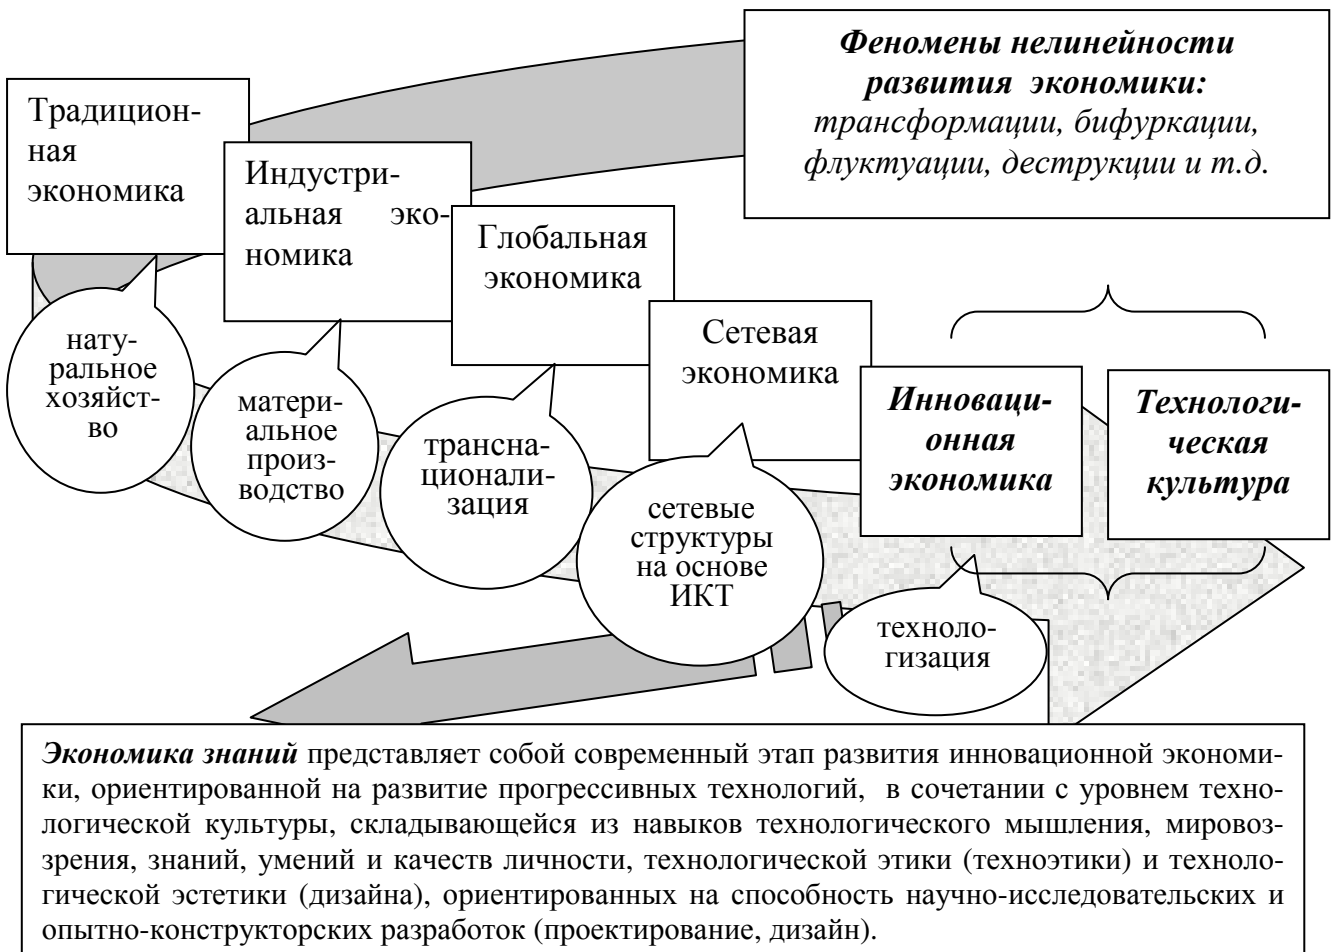 Феномены нелинейности
развития экономики:
трансформации, бифуркации,
флуктуации, деструкции и т.д.
Традицион-
ная
экономика
Индустри-
альная эко-
номика
Глобальная
экономика
Сетевая
экономика
Инноваци-
онная
экономика
Технологи-
ческая
культура
нату-
ральное
хозяйст-
во
матери-
альное
произ-
водство
трансна-
ционали-
зация
сетевые
структуры
на основе
ИКТ
техноло-
гизация
Экономика знаний представляет собой современный этап развития инновационной экономи-
ки, ориентированной на развитие прогрессивных технологий, в сочетании с уровнем техно-
логической культуры, складывающейся из навыков технологического мышления, мировоз-
зрения, знаний, умений и качеств личности, технологической этики (техноэтики) и техноло-
гической эстетики (дизайна), ориентированных на способность научно-исследовательских и
опытно-конструкторских разработок (проектирование, дизайн).